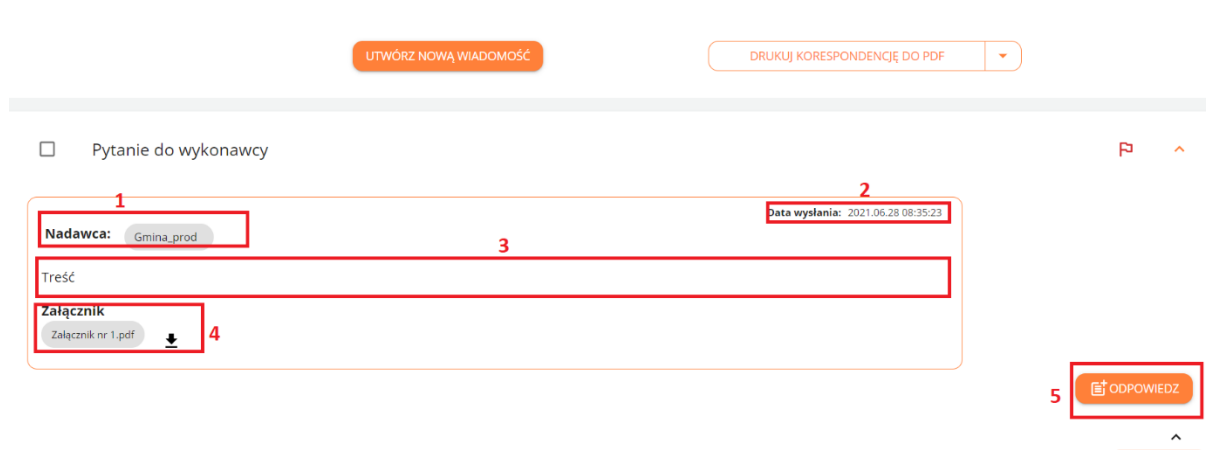 UTWÓRZ NOWĄ WIADOMOŚĆ
DRUKUJ KORESPONDENCJĘ DO PDF
Pytanie do wykonawcy
1
2
Data wysłania: 2021.06.28 08:35:23
Nadawca: Gmina_prod
3
Treść
Załącznik
Załącznik nr 1.pdf
4
5
ODPOWIEDZ